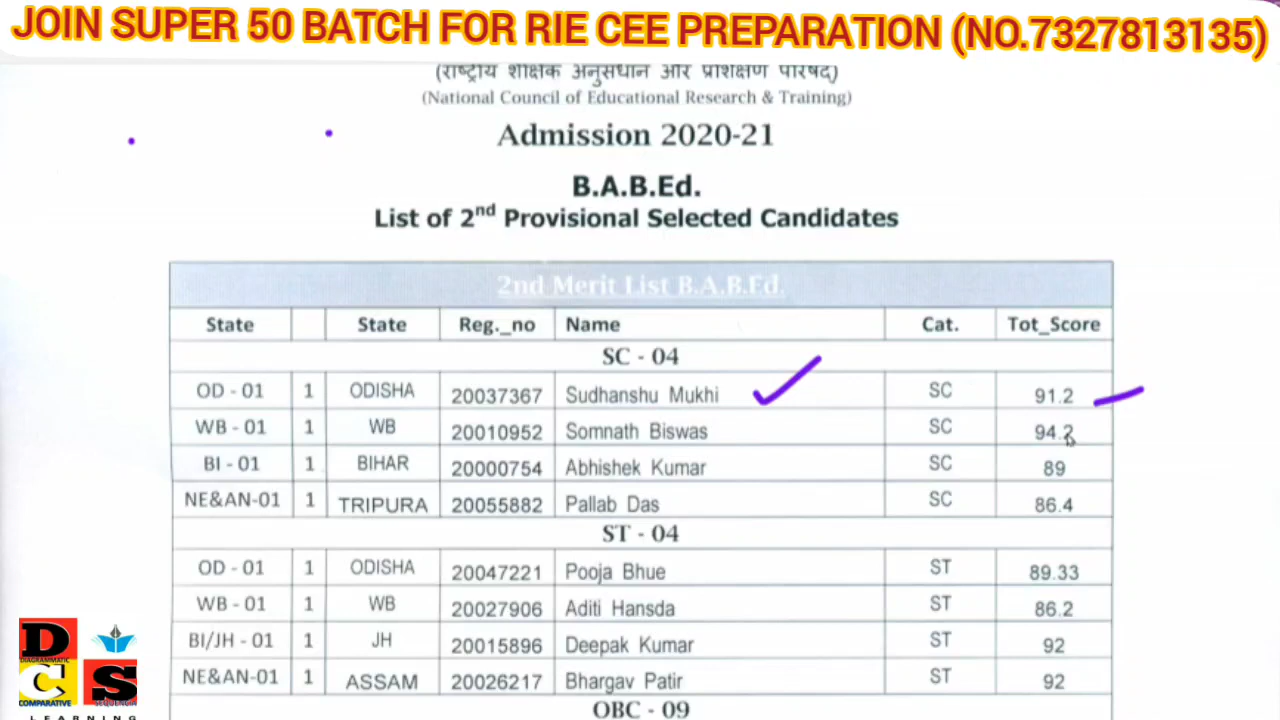 JOIN SUPER 50 BATCH FOR RIE CEE PREPARATION (NO.7327813135)
(राष्ट्रीय शैक्षिक अनुसंधान और प्रशिक्षण परिषद्)
(National Council of Educational Research & Training)
Admission 2020-21
B.A.B.Ed.
List of 2nd Provisional Selected Candidates
2nd Merit List B.A.B.Ed.
State State Reg._no Name Cat. Tot_Score
SC - 04
OD - 01 1 ODISHA 20037367 Sudhanshu Mukhi SC 91.2
WB - 01 1 WB 20010952 Somnath Biswas SC 94.2
BI - 01 1 BIHAR 20000754 Abhishek Kumar SC 89
NE&AN-01 1 TRIPURA 20055882 Pallab Das SC 86.4
ST - 04
OD - 01 1 ODISHA 20047221 Pooja Bhue ST 89.33
WB - 01 1 WB 20027906 Aditi Hansda ST 86.2
BI/JH - 01 1 JH 20015896 Deepak Kumar ST 92
NE&AN-01 1 ASSAM 20026217 Bhargav Patir ST 92
OBC - 09
D
DIAGRAMMATIC
C S
COMPARATIVE SEQUENCIAL
LEARNING